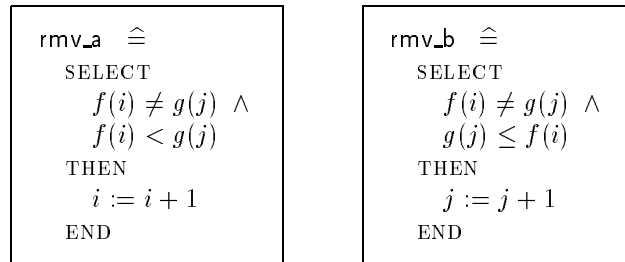 rmv_a ≙
SELECT
f(i) ≠ g(j) ∧
f(i) < g(j)
THEN
i := i + 1
END
rmv_b ≙
SELECT
f(i) ≠ g(j) ∧
g(j) ≤ f(i)
THEN
j := j + 1
END